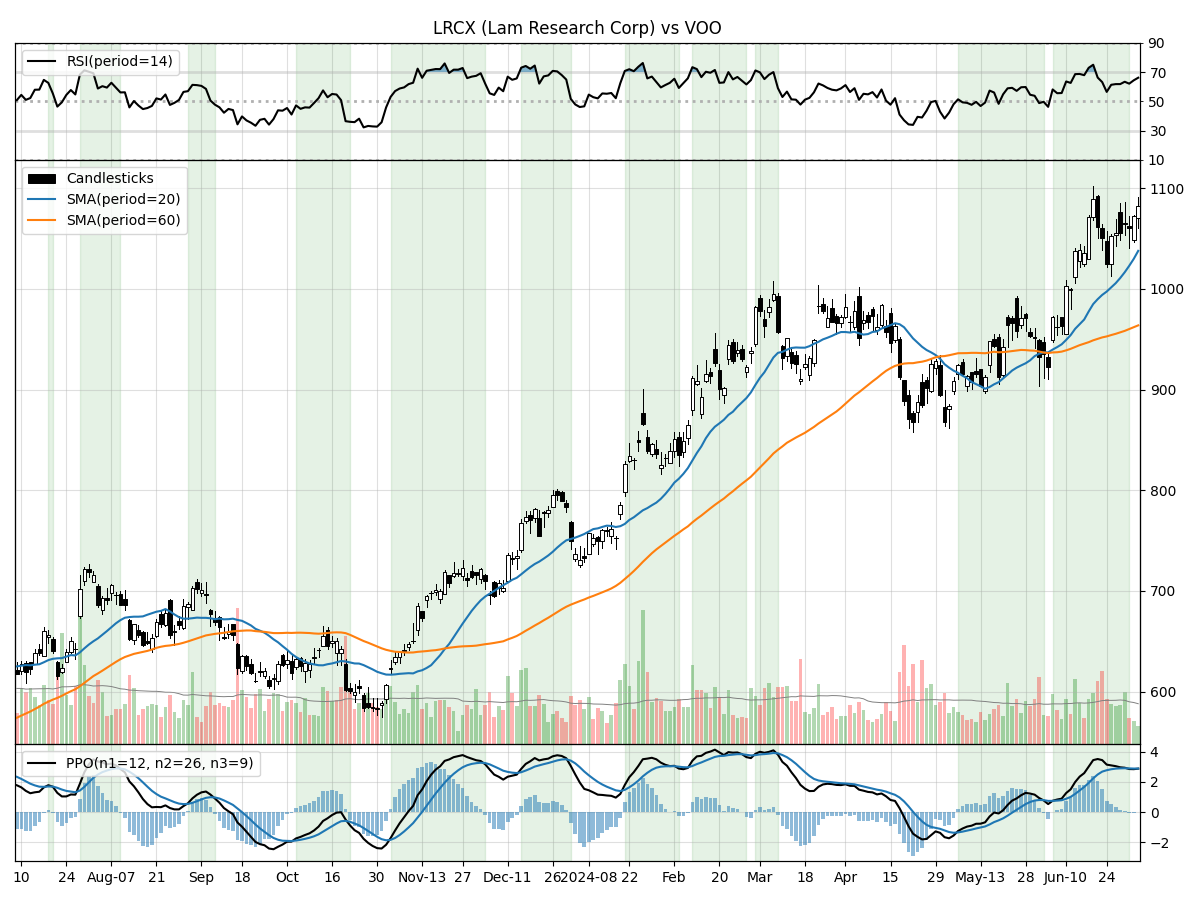 LRCX (Lam Research Corp) vs VOO
RSI(period=14)
90
70
50
30
10
Candlesticks
SMA(period=20)
SMA(period=60)
1100
1000
900
800
700
600
PPO(n1=12, n2=26, n3=9)
4
2
0
−2
10 24 Aug-07 21 Sep 18 Oct 16 30 Nov-13 27 Dec-11 26 2024-08 22 Feb 20 Mar 18 Apr 15 29 May-13 28 Jun-10 24